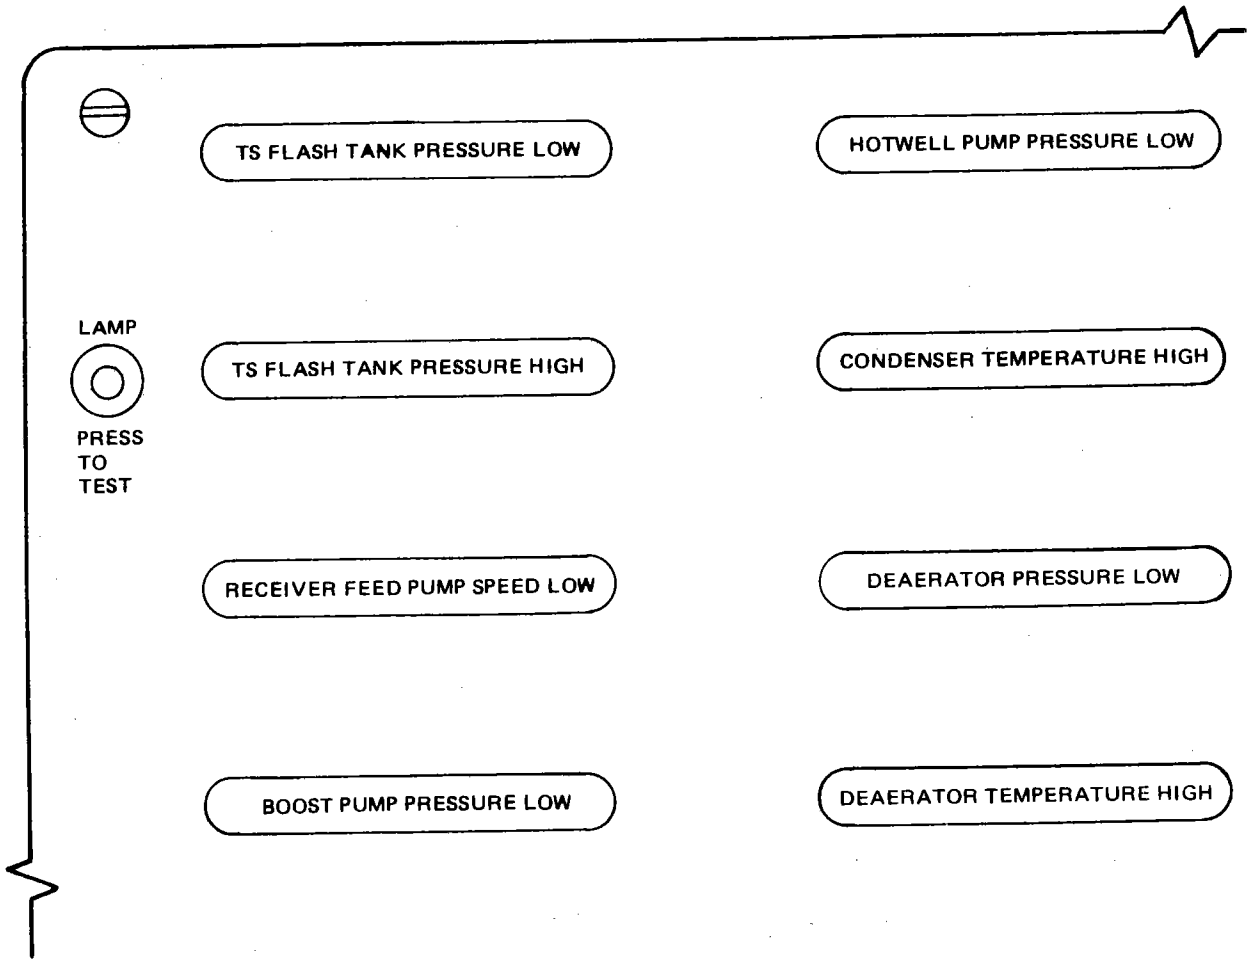 TS FLASH TANK PRESSURE LOW
HOTWELL PUMP PRESSURE LOW
LAMP
PRESS
TO
TEST
TS FLASH TANK PRESSURE HIGH
CONDENSER TEMPERATURE HIGH
RECEIVER FEED PUMP SPEED LOW
DEAERATOR PRESSURE LOW
BOOST PUMP PRESSURE LOW
DEAERATOR TEMPERATURE HIGH